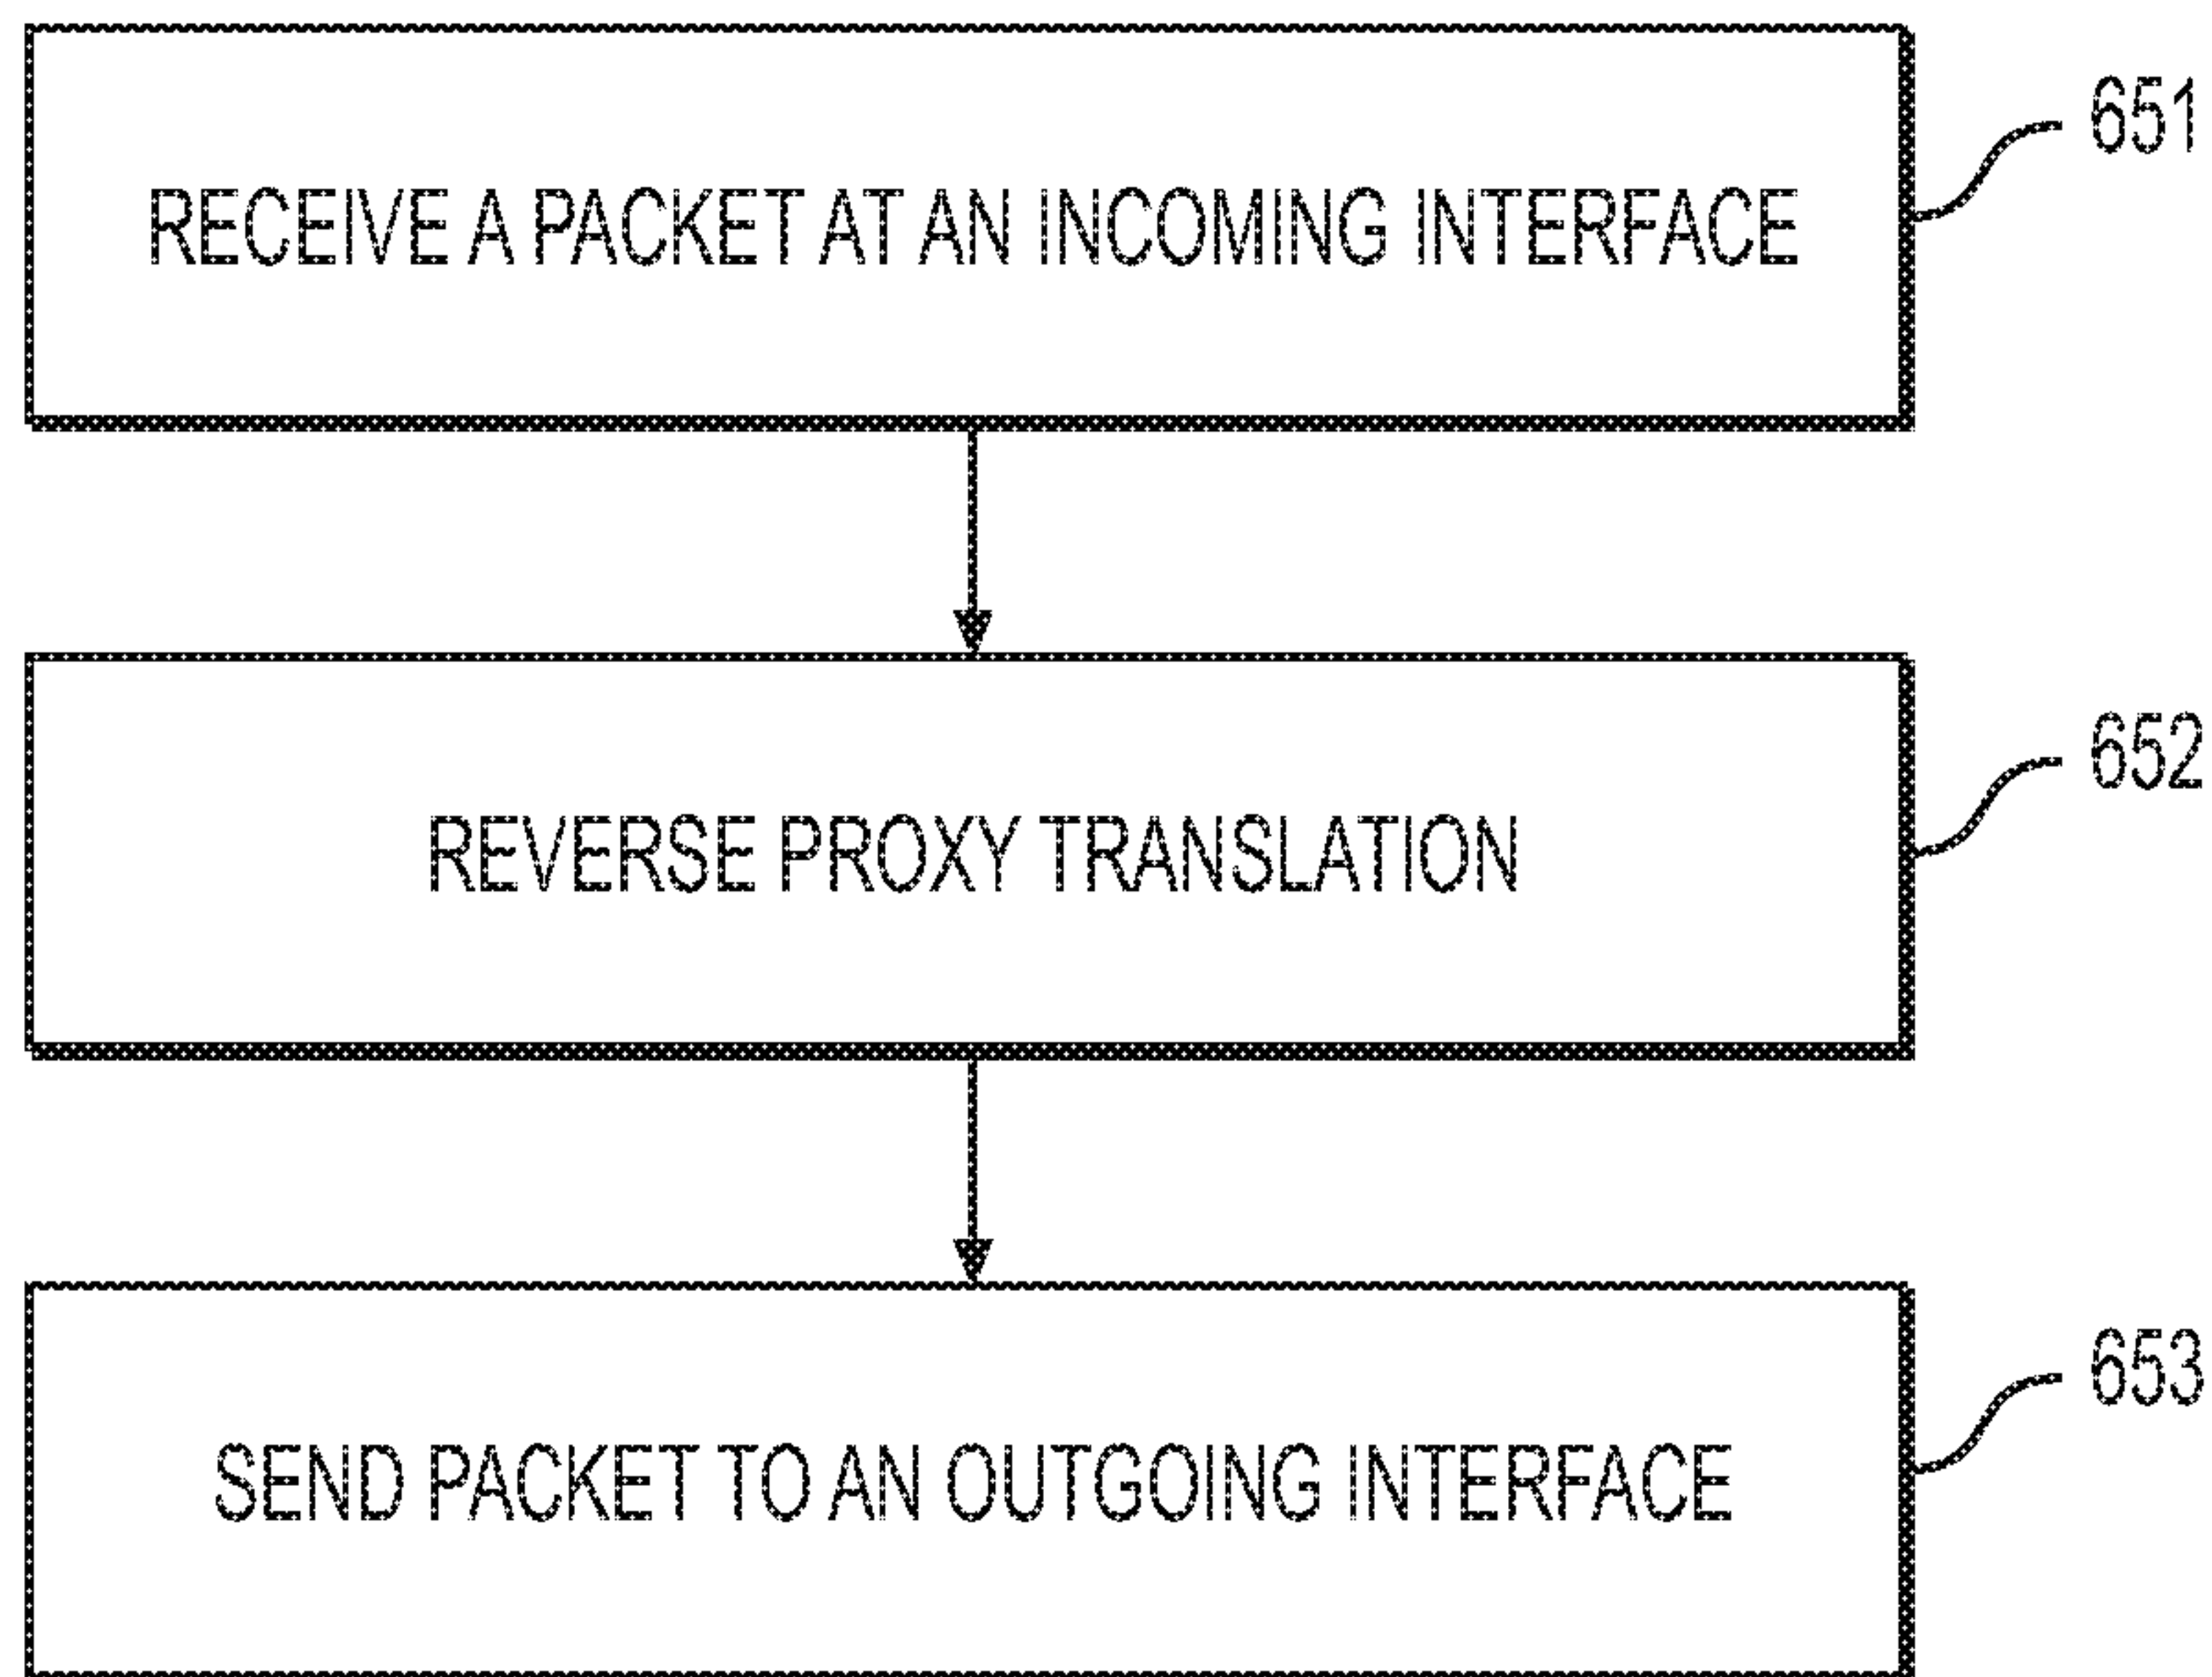 RECEIVE A PACKET AT AN INCOMING INTERFACE
651
REVERSE PROXY TRANSLATION
652
SEND PACKET TO AN OUTGOING INTERFACE
653